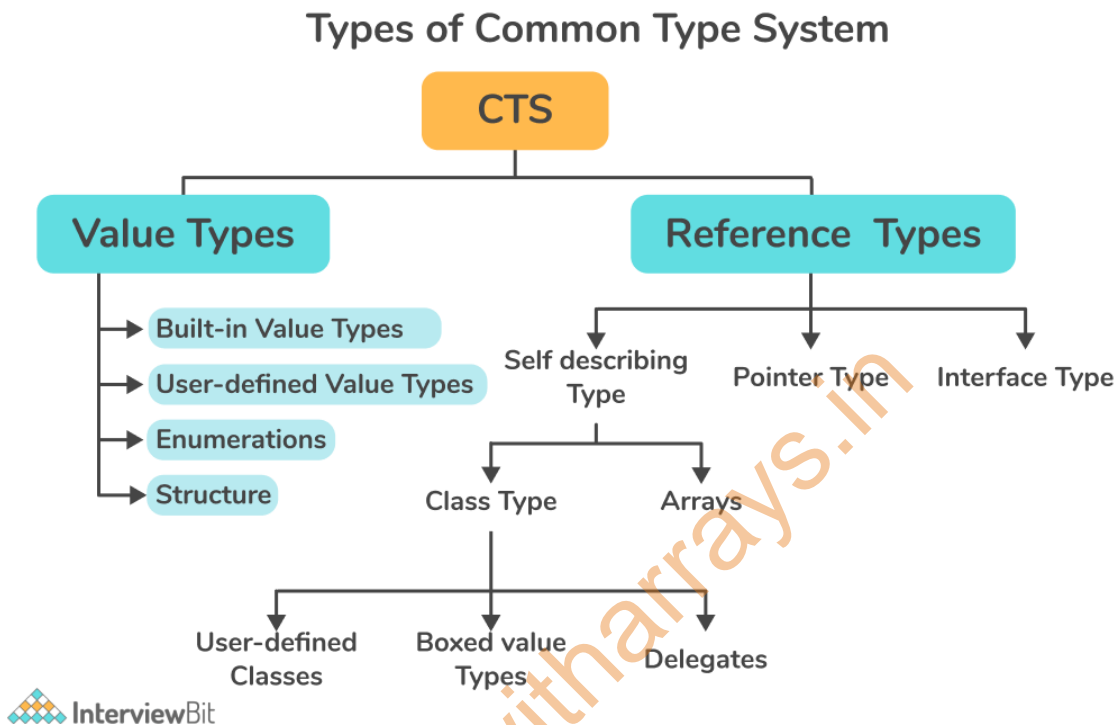 Types of Common Type System
CTS
Value Types
Reference Types
Built-in Value Types
User-defined Value Types
Enumerations
Structure
Self describing
Type
Pointer Type
Interface Type
Class Type
Arrays
User-defined
Classes
Boxed value
Types
Delegates
InterviewBit
witharrays.in